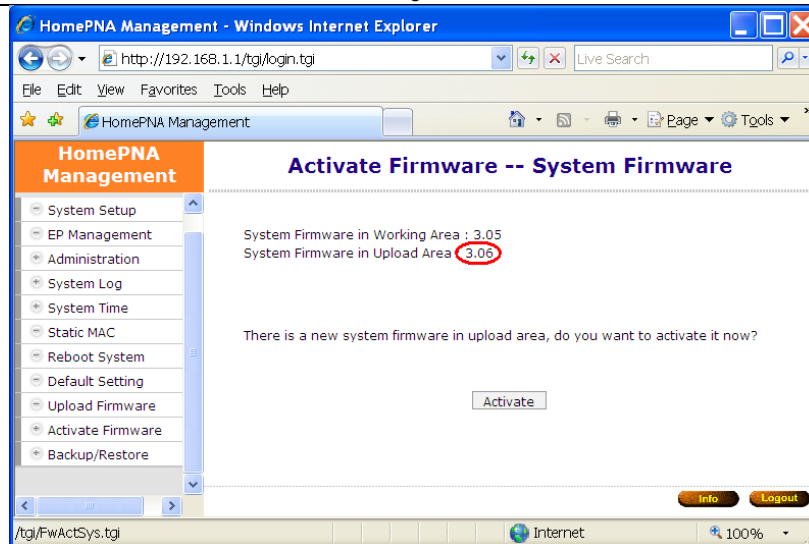 HomePNA Management - Windows Internet Explorer
http://192.168.1.1/tgi/login.tgi
Live Search
File Edit View Favorites Tools Help
HomePNA Management
Page Tools
HomePNA
Management
Activate Firmware -- System Firmware
System Setup
EP Management
Administration
System Log
System Time
Static MAC
Reboot System
Default Setting
Upload Firmware
Activate Firmware
Backup/Restore
System Firmware in Working Area : 3.05
System Firmware in Upload Area 3.06
There is a new system firmware in upload area, do you want to activate it now?
Activate
Info Logout
/tgi/FwActSys.tgi Internet 100%